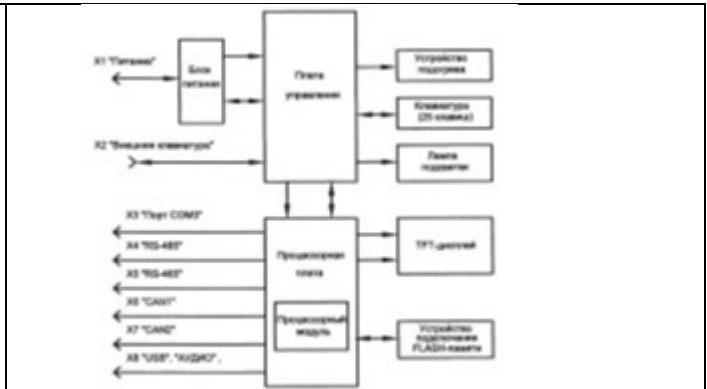 X1 "Питание"
Блок
питания
Плата
управления
Устройство
подогрева
Клавиатура
(25 клавиш)
X2 "Внешняя клавиатура"
Лампа
подсветки
X3 "Порт COM3"
X4 "RS-485"
X5 "RS-485"
X6 "CAN1"
X7 "CAN2"
X8 "USB", "АУДИО",
Процессорная
плата
Процессорный
модуль
TFT-дисплей
Устройство
подключения
FLASH-памяти